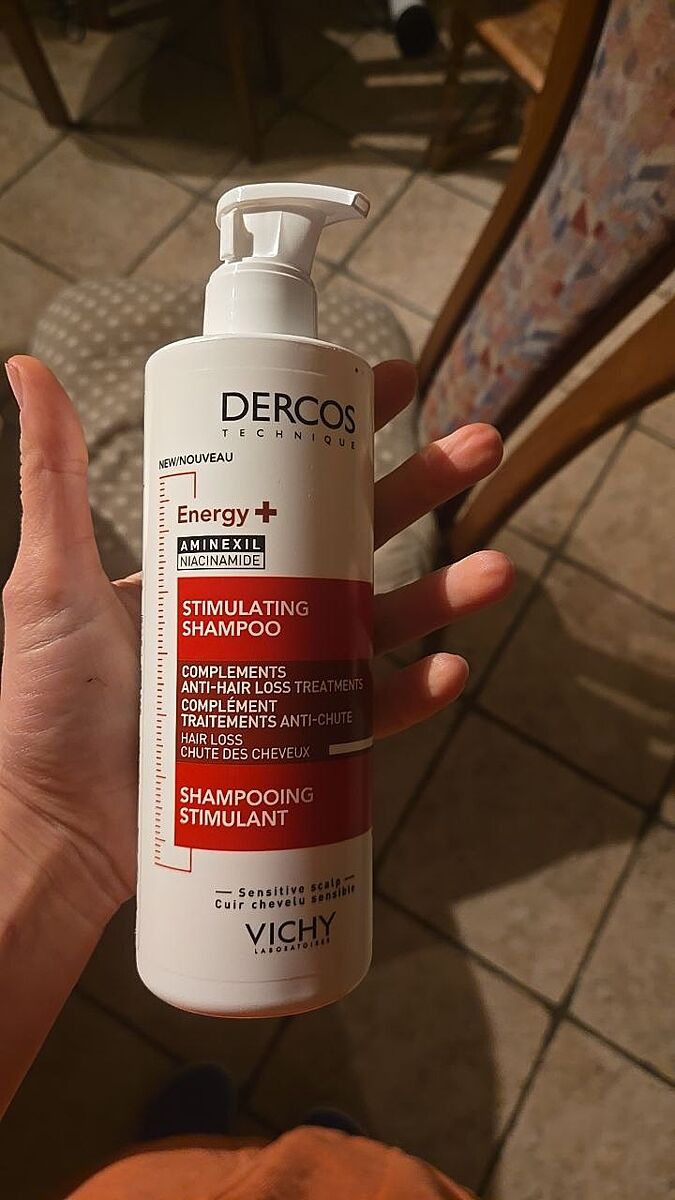 DERCOS
TECHNIQUE
NEW/NOUVEAU
Energy +
AMINEXIL
NIACINAMIDE
STIMULATING
SHAMPOO
COMPLEMENTS
ANTI-HAIR LOSS TREATMENTS
COMPLÉMENT
TRAITEMENTS ANTI-CHUTE
HAIR LOSS
CHUTE DES CHEVEUX
SHAMPOOING
STIMULANT
— Sensitive scalp —
Cuir chevelu sensible
VICHY
LABORATOIRES